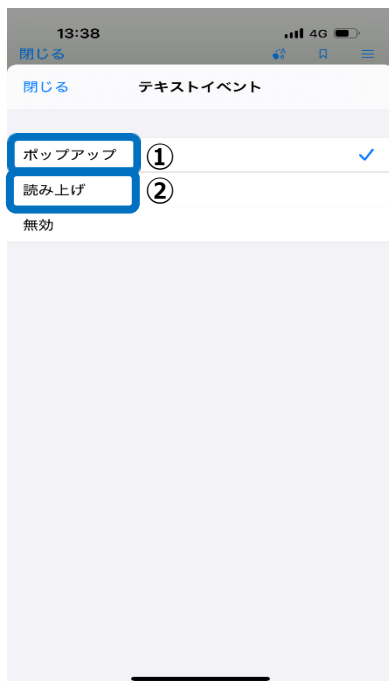 13:38 4G
閉じる
閉じる テキストイベント
ポップアップ ①
読み上げ ②
無効